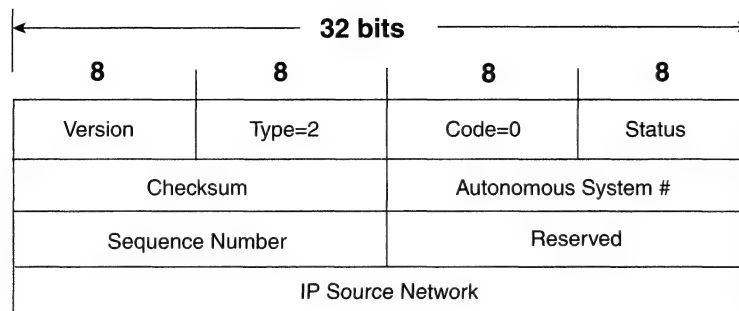 32 bits
8 8 8 8
Version Type=2 Code=0 Status
Checksum Autonomous System #
Sequence Number Reserved
IP Source Network